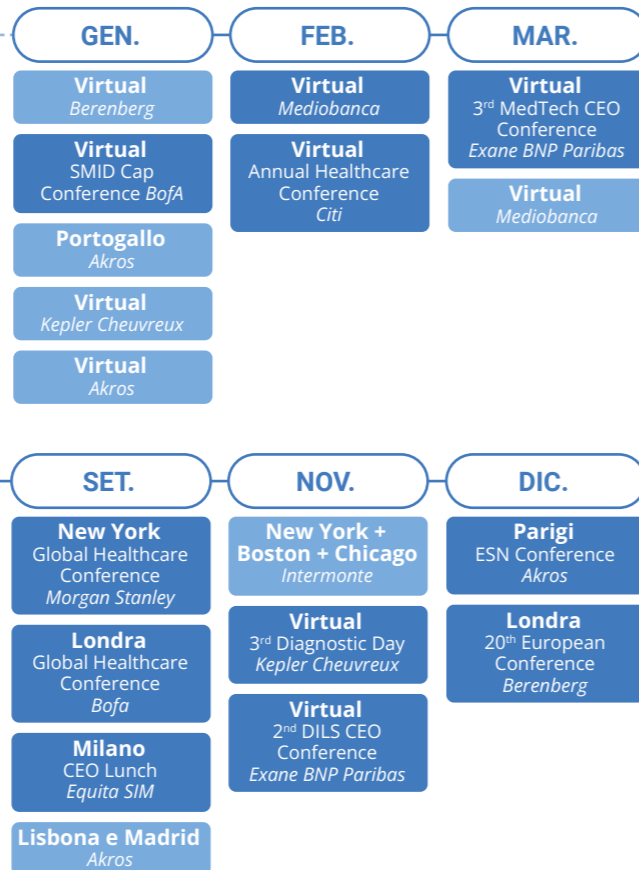 GEN.
Virtual
Berenberg
Virtual
SMID Cap
Conference BofA
Portogallo
Akros
Virtual
Kepler Cheuvreux
Virtual
Akros
FEB.
Virtual
Mediobanca
Virtual
Annual Healthcare
Conference
Citi
MAR.
Virtual
3rd MedTech CEO
Conference
Exane BNP Paribas
Virtual
Mediobanca
SET.
New York
Global Healthcare
Conference
Morgan Stanley
Londra
Global Healthcare
Conference
Bofa
Milano
CEO Lunch
Equita SIM
Lisbona e Madrid
Akros
NOV.
New York +
Boston + Chicago
Intermonte
Virtual
3rd Diagnostic Day
Kepler Cheuvreux
Virtual
2nd DILS CEO
Conference
Exane BNP Paribas
DIC.
Parigi
ESN Conference
Akros
Londra
20th European
Conference
Berenberg